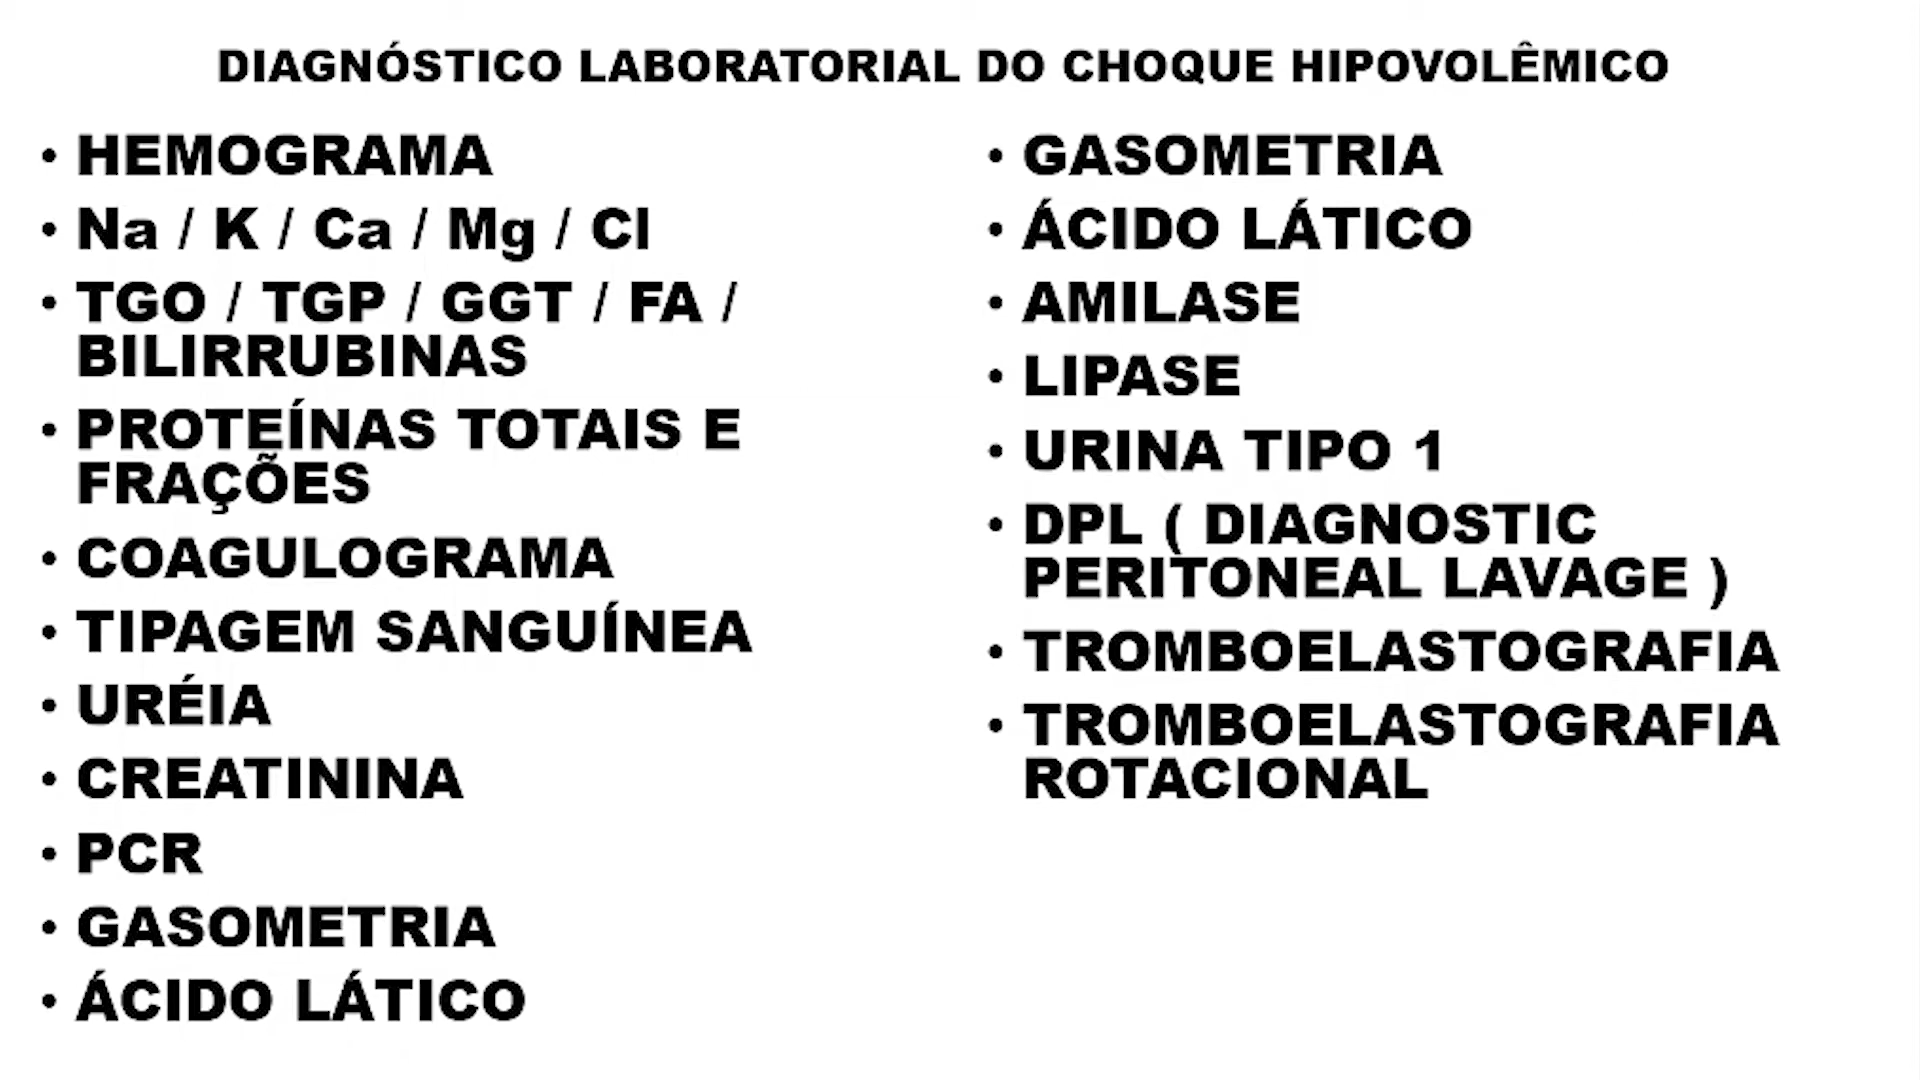 DIAGNÓSTICO LABORATORIAL DO CHOQUE HIPOVOLÊMICO
• HEMOGRAMA
• Na / K / Ca / Mg / Cl
• TGO / TGP / GGT / FA /
BILIRRUBINAS
• PROTEÍNAS TOTAIS E
FRAÇÕES
• COAGULOGRAMA
• TIPAGEM SANGUÍNEA
• URÉIA
• CREATININA
• PCR
• GASOMETRIA
• ÁCIDO LÁTICO
• GASOMETRIA
• ÁCIDO LÁTICO
• AMILASE
• LIPASE
• URINA TIPO 1
• DPL ( DIAGNOSTIC
PERITONEAL LAVAGE )
• TROMBOELASTOGRAFIA
• TROMBOELASTOGRAFIA
ROTACIONAL